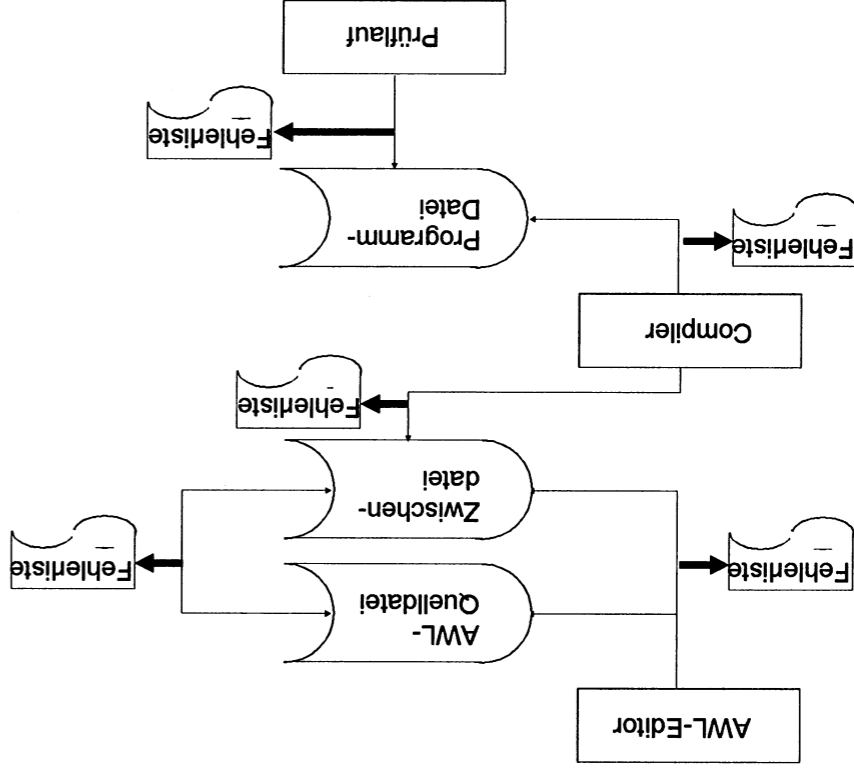 AWL-Editor
AWL-
Quelldatei
Fehlerliste
Fehlerliste
Zwischen-
datei
Fehlerliste
Compiler
Fehlerliste
Programm-
Datei
Fehlerliste
Prüflauf